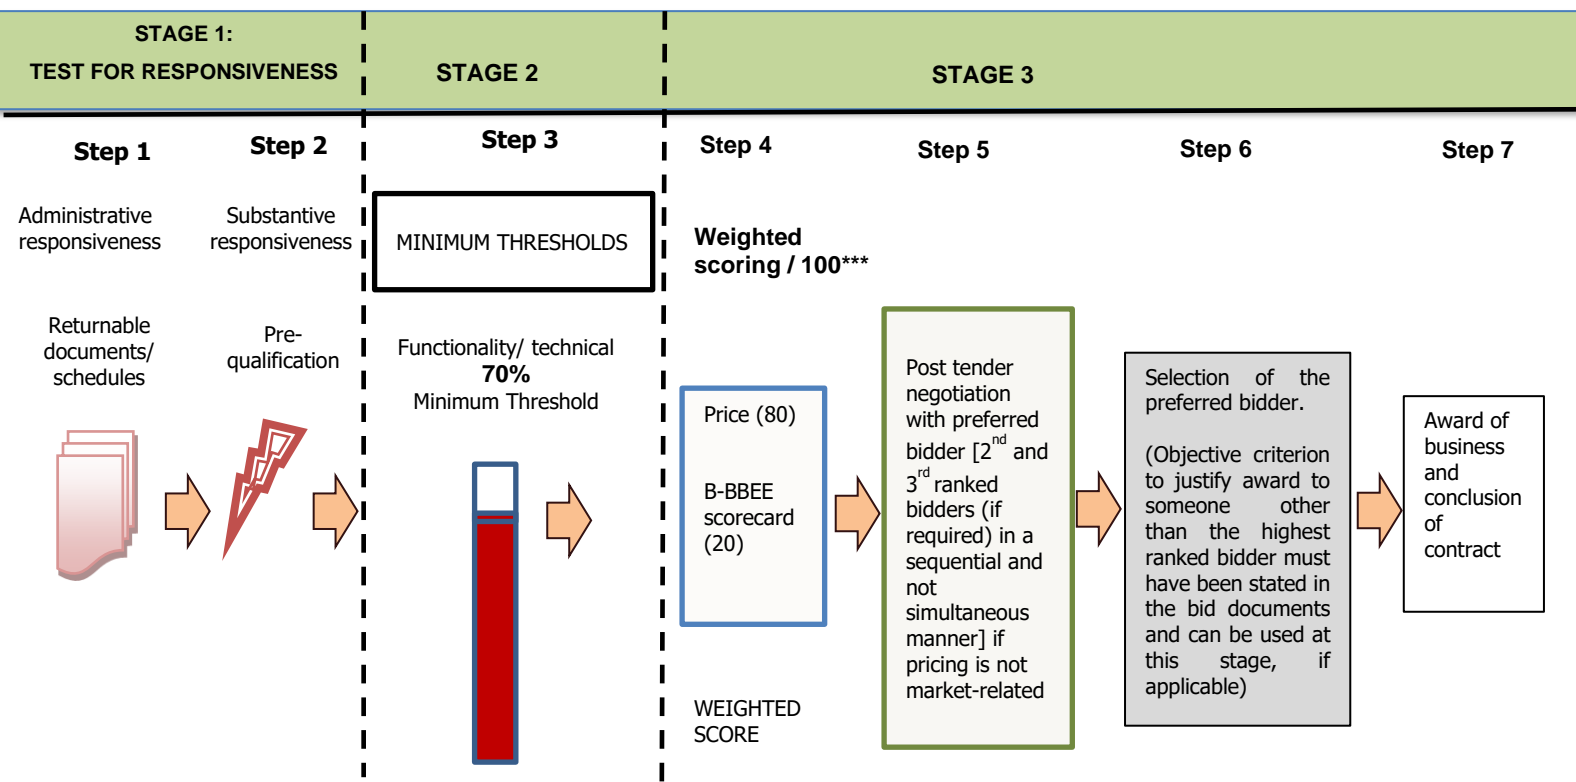 STAGE 1:
TEST FOR RESPONSIVENESS
STAGE 2
STAGE 3
Step 1
Step 2
Step 3
Step 4
Step 5
Step 6
Step 7
Administrative
responsiveness
Substantive
responsiveness
MINIMUM THRESHOLDS
Weighted
scoring / 100***
Returnable
documents/
schedules
Pre-
qualification
Functionality/ technical
70%
Minimum Threshold
Price (80)
B-BBEE
scorecard
(20)
WEIGHTED
SCORE
Post tender
negotiation
with preferred
bidder [2nd and
3rd ranked
bidders (if
required) in a
sequential and
not
simultaneous
manner] if
pricing is not
market-related
Selection of the
preferred bidder.
(Objective criterion
to justify award to
someone other
than the highest
ranked bidder must
have been stated in
the bid documents
and can be used at
this stage, if
applicable)
Award of
business
and
conclusion
of
contract